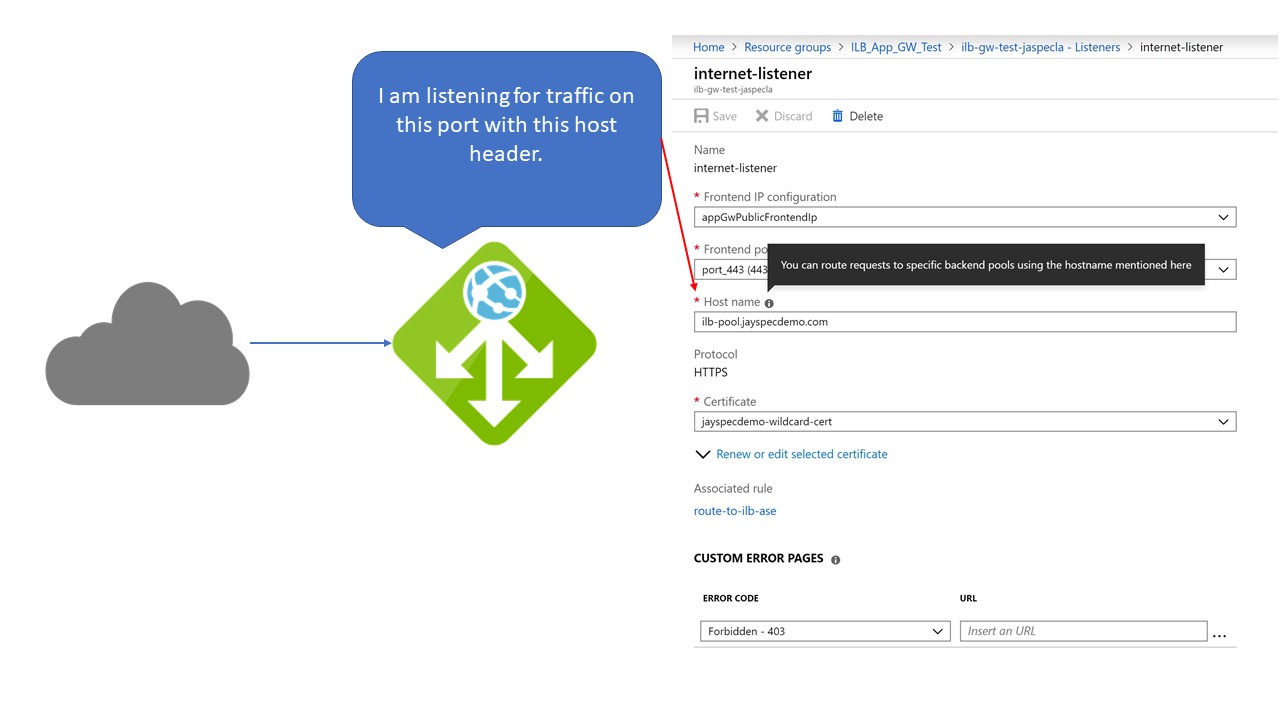 I am listening for traffic on
this port with this host
header.
Home > Resource groups > ILB_App_GW_Test > ilb-gw-test-jaspecla - Listeners > internet-listener
internet-listener
ilb-gw-test-jaspecla
Save Discard Delete
Name
internet-listener
* Frontend IP configuration
appGwPublicFrontendIp
* Frontend po
You can route requests to specific backend pools using the hostname mentioned here
port_443 (443
* Host name
ilb-pool.jayspecdemo.com
Protocol
HTTPS
* Certificate
jayspecdemo-wildcard-cert
Renew or edit selected certificate
Associated rule
route-to-ilb-ase
CUSTOM ERROR PAGES
ERROR CODE URL
Forbidden - 403 Insert an URL ...